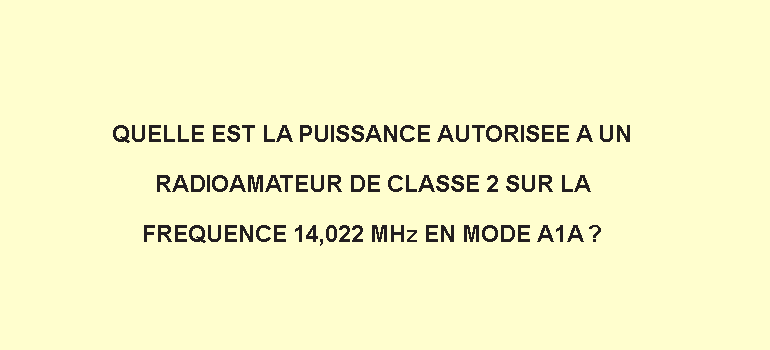 QUELLE EST LA PUISSANCE AUTORISEE A UN
RADIOAMATEUR DE CLASSE 2 SUR LA
FREQUENCE 14,022 MHz EN MODE A1A ?